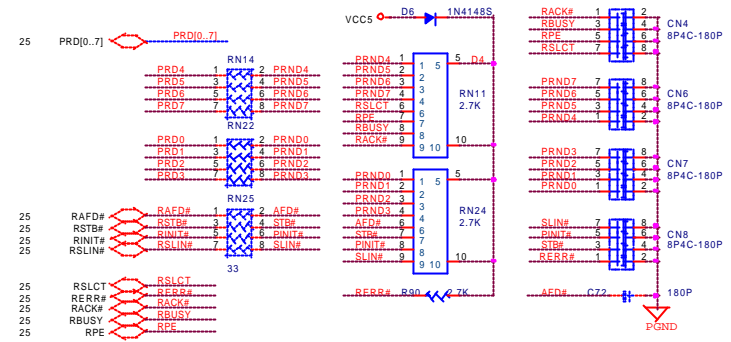 25 PRD[0..7] PRD[0..7]
RN14
PRD4 1 2 PRND4
PRD5 3 4 PRND5
PRD6 5 6 PRND6
PRD7 7 8 PRND7
RN22
PRD0 1 2 PRND0
PRD1 3 4 PRND1
PRD2 5 6 PRND2
PRD3 7 8 PRND3
RN25
25 RAFD# RAFD# 1 2 AFD#
25 RSTB# RSTB# 3 4 STB#
25 RINIT# RINIT# 5 6 PINIT#
25 RSLIN# RSLIN# 7 8 SLIN#
33
25 RSLCT RSLCT
25 RERR# RERR#
25 RACK# RACK#
25 RBUSY RBUSY
25 RPE RPE
VCC5 D6 1N4148S
PRND4 1 1 5 5 D4
PRND5 2 2
PRND6 3 3
PRND7 4 4
RSLCT 6 6
RPE 7 7
RBUSY 8 8
RACK# 9 9 10 10
RN11
2.7K
PRND0 1 1 5 5
PRND1 2 2
PRND2 3 3
PRND3 4 4
AFD# 6 6
STB# 7 7
PINIT# 8 8
SLIN# 9 9 10 10
RN24
2.7K
RERR# R90 2.7K
RACK# 1 2
RBUSY 3 4
RPE 5 6
RSLCT 7 8
CN4
8P4C-180P
PRND7 7 8
PRND6 5 6
PRND5 3 4
PRND4 1 2
CN6
8P4C-180P
PRND3 7 8
PRND2 5 6
PRND1 3 4
PRND0 1 2
CN7
8P4C-180P
SLIN# 7 8
PINIT# 5 6
STB# 3 4
RERR# 1 2
CN8
8P4C-180P
AFD# C72 180P
PGND